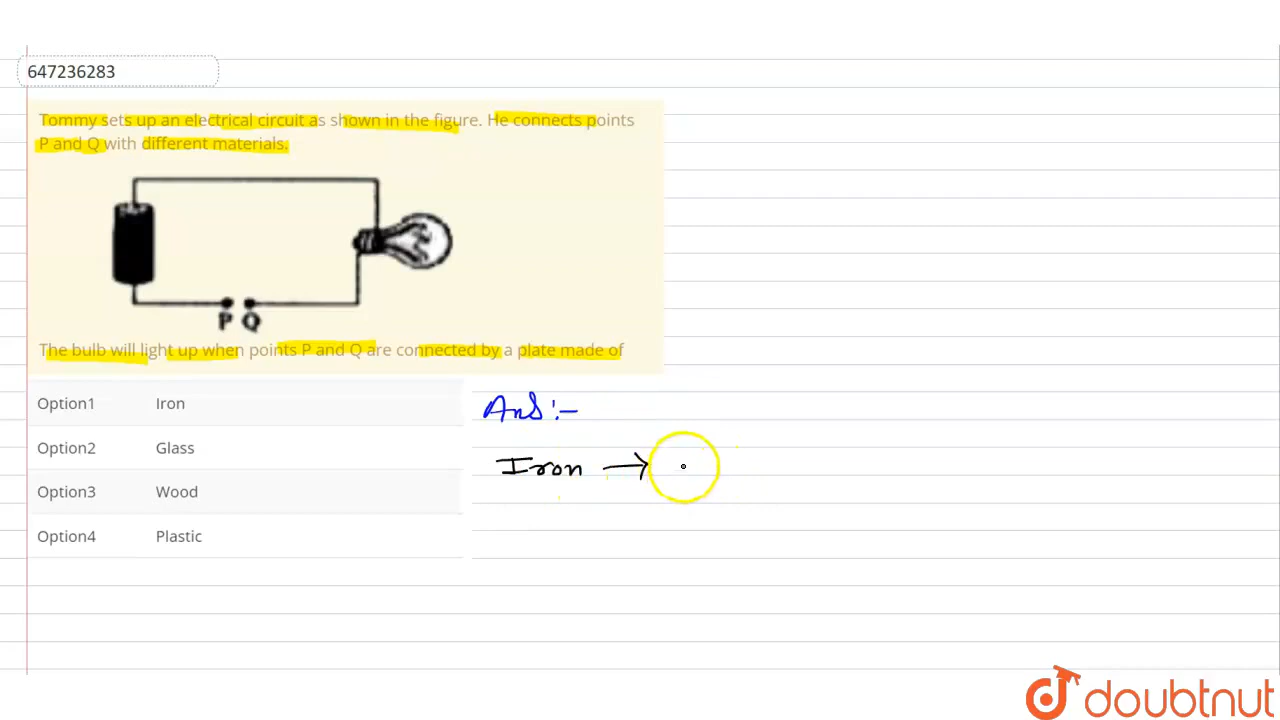 647236283
Tommy sets up an electrical circuit as shown in the figure. He connects points
P and Q with different materials.
P Q
The bulb will light up when points P and Q are connected by a plate made of
Option1 Iron
Option2 Glass
Option3 Wood
Option4 Plastic
Ans:-
Iron →
doubtnut